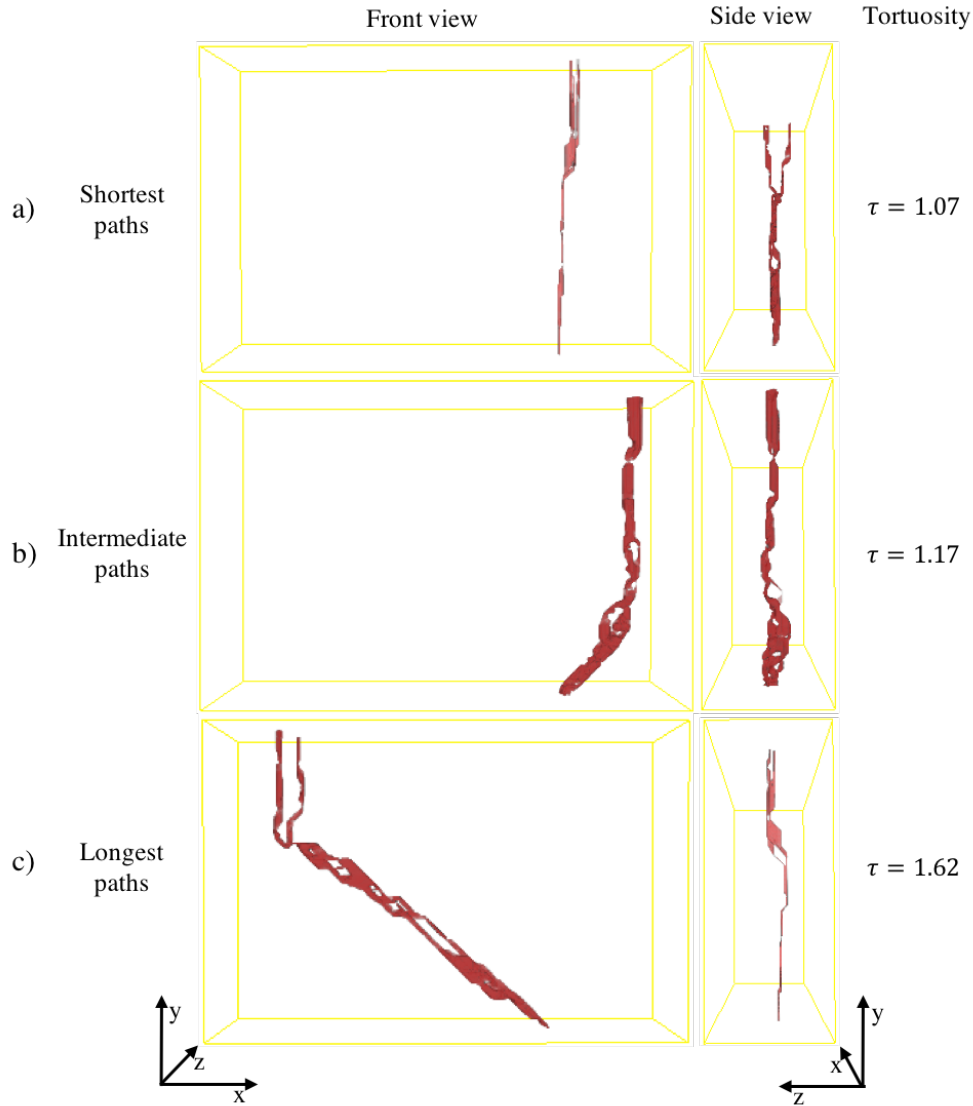 Front view
Side view
Tortuosity
a)
Shortest
paths
τ = 1.07
b)
Intermediate
paths
τ = 1.17
c)
Longest
paths
τ = 1.62
y
z
x
y
x
z